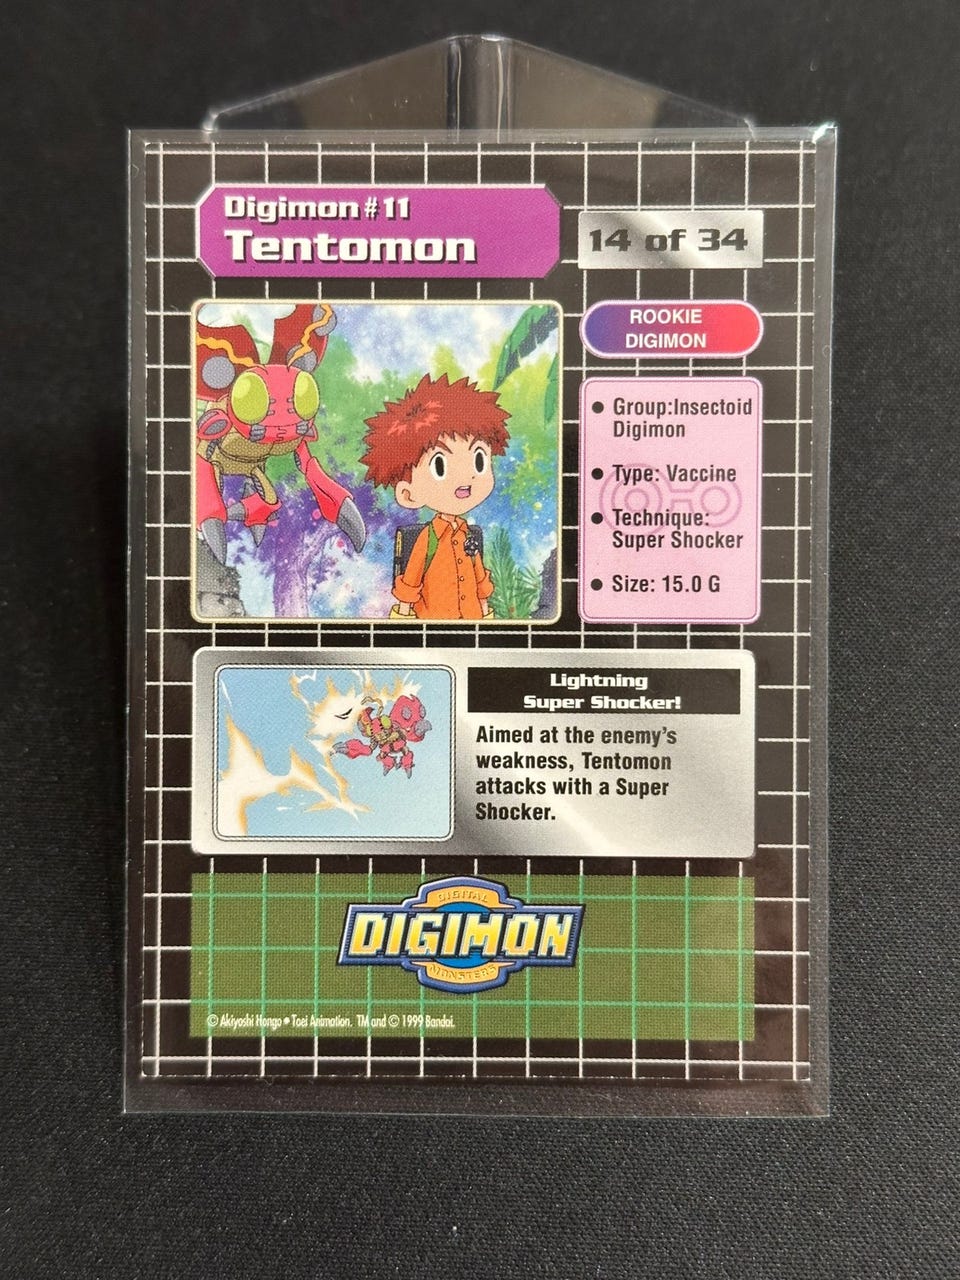 Digimon #11
Tentomon
14 of 34
ROOKIE
DIGIMON
● Group:Insectoid
Digimon
● Type: Vaccine
● Technique:
Super Shocker
● Size: 15.0 G
Lightning
Super Shocker!
Aimed at the enemy's
weakness, Tentomon
attacks with a Super
Shocker.
DIGITAL
DIGIMON
MONSTERS
© Akiyoshi Hongo • Toei Animation. TM and © 1999 Bandai.